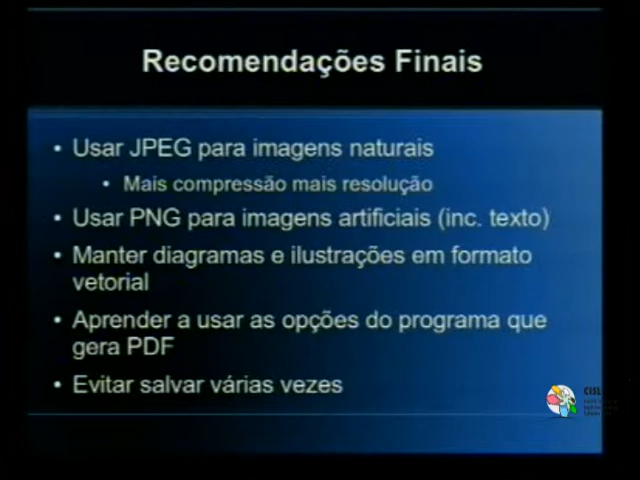 Recomendações Finais
• Usar JPEG para imagens naturais
• Mais compressão mais resolução
• Usar PNG para imagens artificiais (inc. texto)
• Manter diagramas e ilustrações em formato
vetorial
• Aprender a usar as opções do programa que
gera PDF
• Evitar salvar várias vezes
CISL